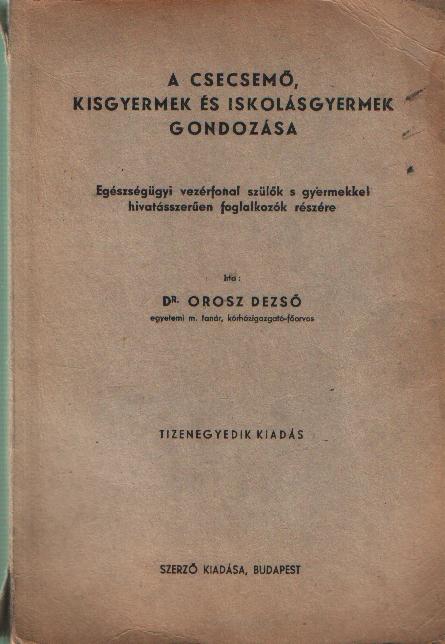 A CSECSEMŐ,
KISGYERMEK ÉS ISKOLÁSGYERMEK
GONDOZÁSA
Egészségügyi vezérfonal szülők s gyermekkel
hivatásszerűen foglalkozók részére
Irta:
DR. OROSZ DEZSŐ
egyetemi m. tanár, kórházigazgató-főorvos
TIZENEGYEDIK KIADÁS
SZERZŐ KIADÁSA, BUDAPEST